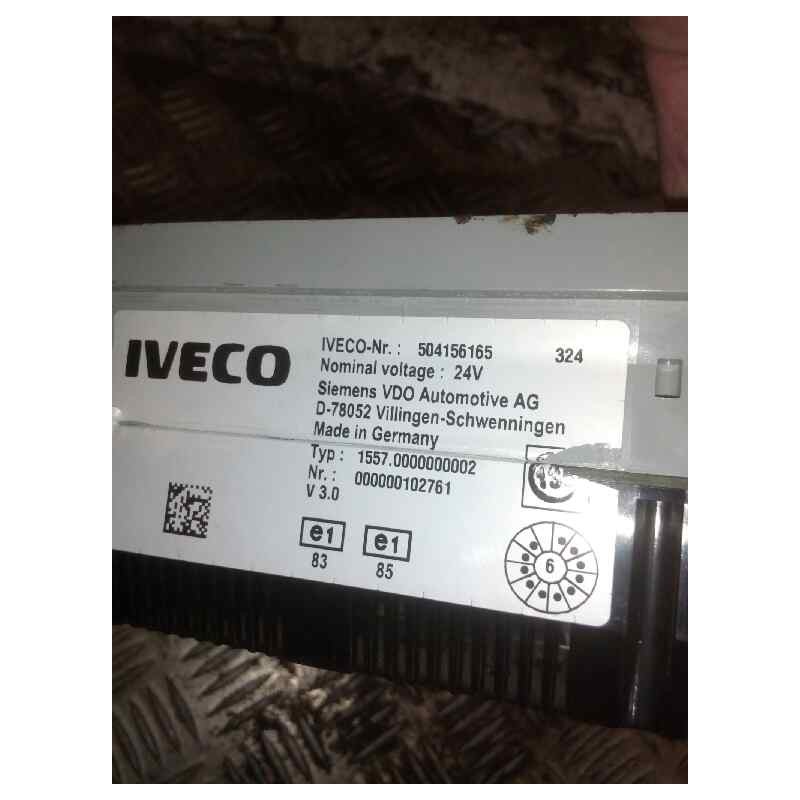 IVECO
IVECO-Nr. : 504156165 324
Nominal voltage : 24V
Siemens VDO Automotive AG
D-78052 Villingen-Schwenningen
Made in Germany
Typ : 1557.0000000002
Nr. : 000000102761
V 3.0
e1
83
e1
85
6